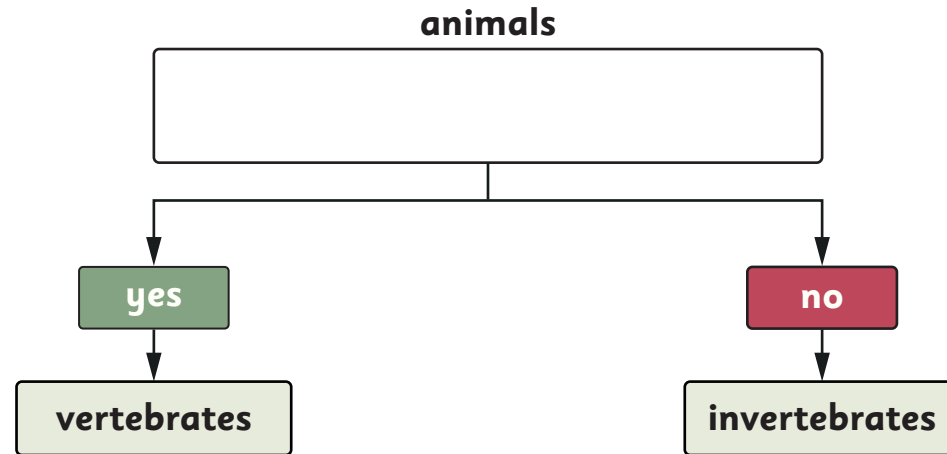 animals
yes
no
vertebrates
invertebrates